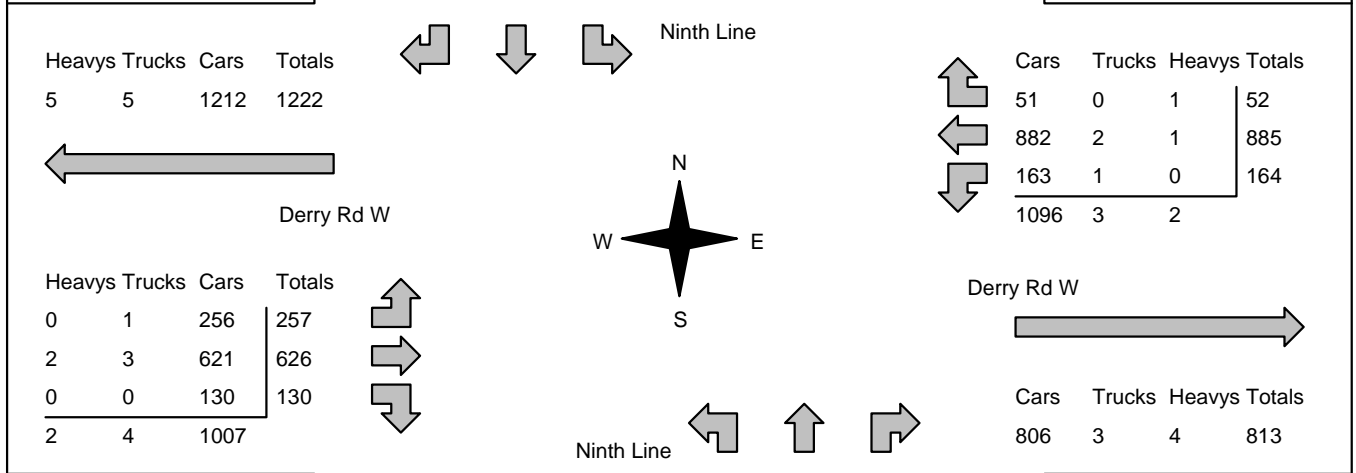 Ninth Line
Heavys Trucks Cars Totals
5 5 1212 1222
Cars Trucks Heavys Totals
51 0 1 52
882 2 1 885
163 1 0 164
1096 3 2
Derry Rd W
N
W E
S
Heavys Trucks Cars Totals
0 1 256 257
2 3 621 626
0 0 130 130
2 4 1007
Derry Rd W
Cars Trucks Heavys Totals
806 3 4 813
Ninth Line